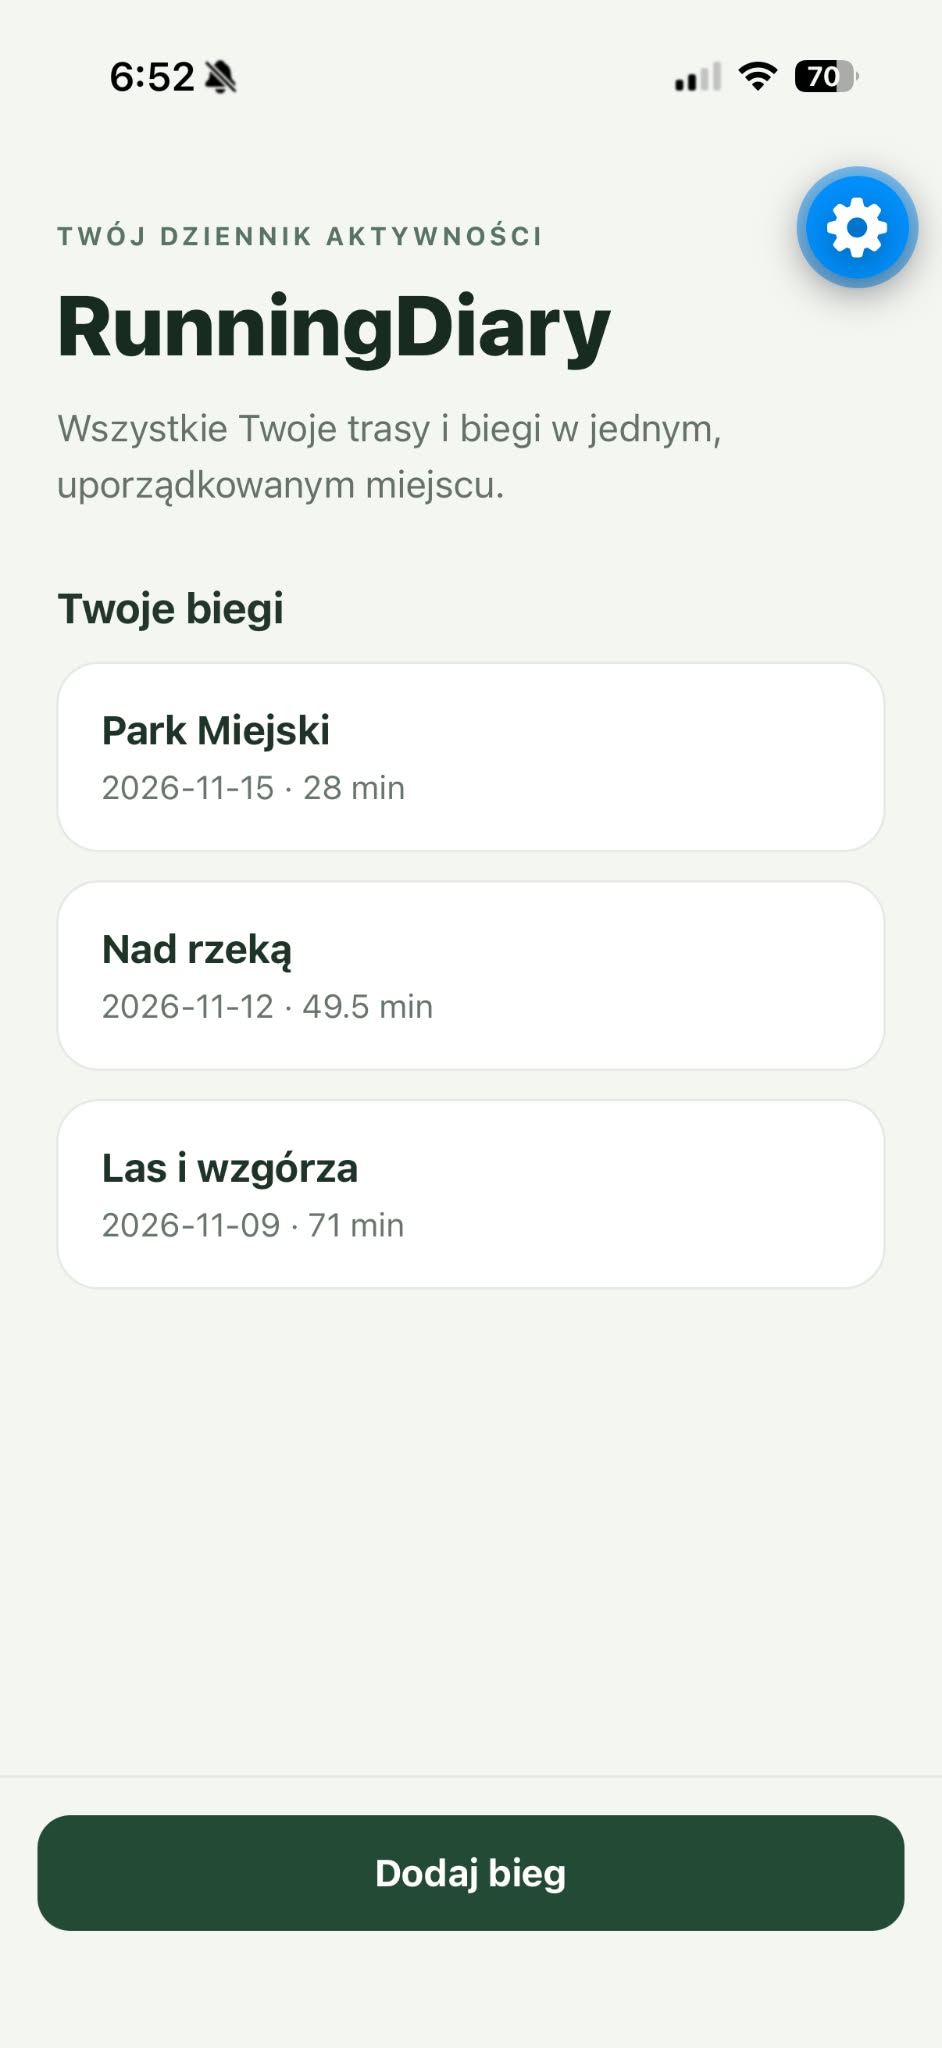 6:52
70
TWÓJ DZIENNIK AKTYWNOŚCI
RunningDiary
Wszystkie Twoje trasy i biegi w jednym,
uporządkowanym miejscu.
Twoje biegi
Park Miejski
2026-11-15 · 28 min
Nad rzeką
2026-11-12 · 49.5 min
Las i wzgórza
2026-11-09 · 71 min
Dodaj bieg